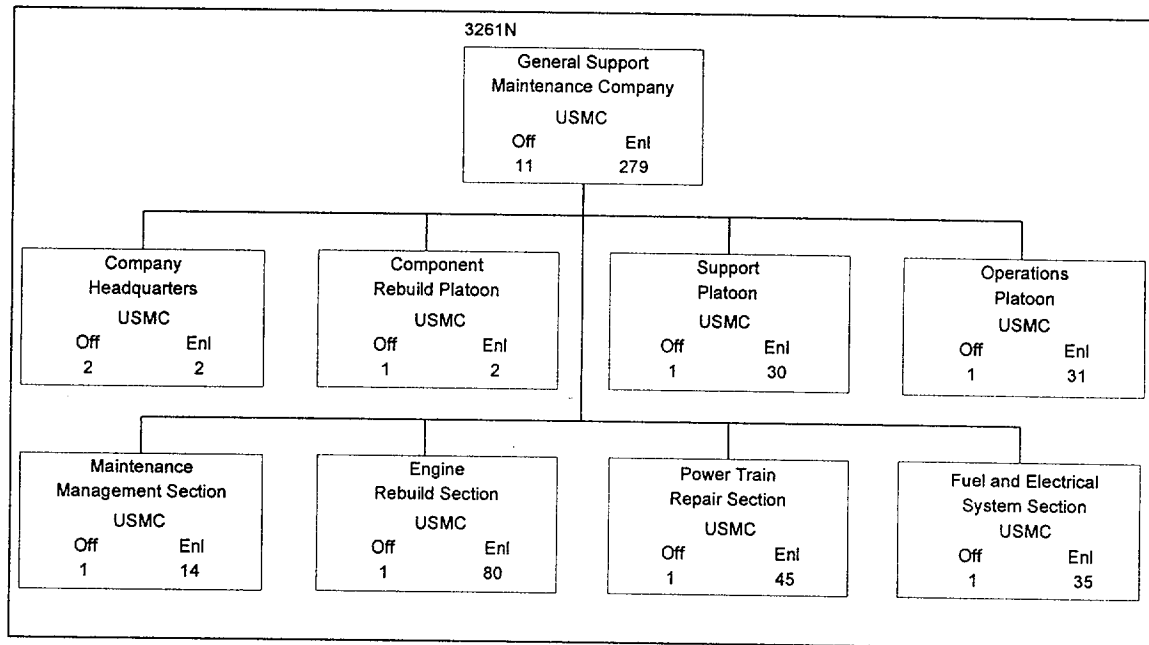 3261N
General Support
Maintenance Company
USMC
Off Enl
11 279
Company
Headquarters
USMC
Off Enl
2 2
Component
Rebuild Platoon
USMC
Off Enl
1 2
Support
Platoon
USMC
Off Enl
1 30
Operations
Platoon
USMC
Off Enl
1 31
Maintenance
Management Section
USMC
Off Enl
1 14
Engine
Rebuild Section
USMC
Off Enl
1 80
Power Train
Repair Section
USMC
Off Enl
1 45
Fuel and Electrical
System Section
USMC
Off Enl
1 35